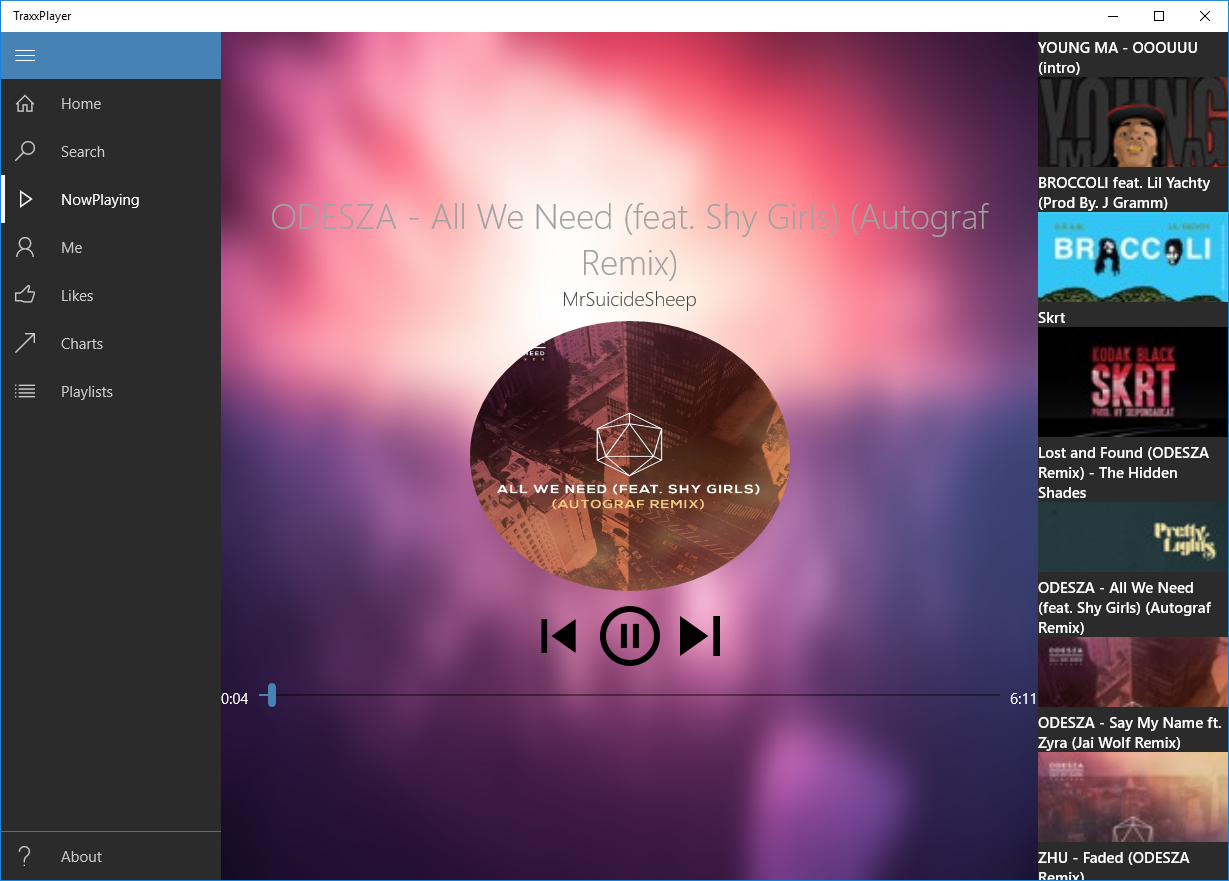 TraxxPlayer
Home
Search
NowPlaying
Me
Likes
Charts
Playlists
About
ODESZA - All We Need (feat. Shy Girls) (Autograf
Remix)
MrSuicideSheep
ALL WE NEED (FEAT. SHY GIRLS)
(AUTOGRAF REMIX)
0:04
6:11
YOUNG MA - OOOUUU
(intro)
YOUNG
BROCCOLI feat. Lil Yachty
(Prod By. J Gramm)
BROCCOLI
Skrt
KODAK BLACK
SKRT
Lost and Found (ODESZA
Remix) - The Hidden
Shades
Pretty
Lights
ODESZA - All We Need
(feat. Shy Girls) (Autograf
Remix)
ODESZA
ODESZA - Say My Name ft.
Zyra (Jai Wolf Remix)
ODESZA
ZHU - Faded (ODESZA
Remix)